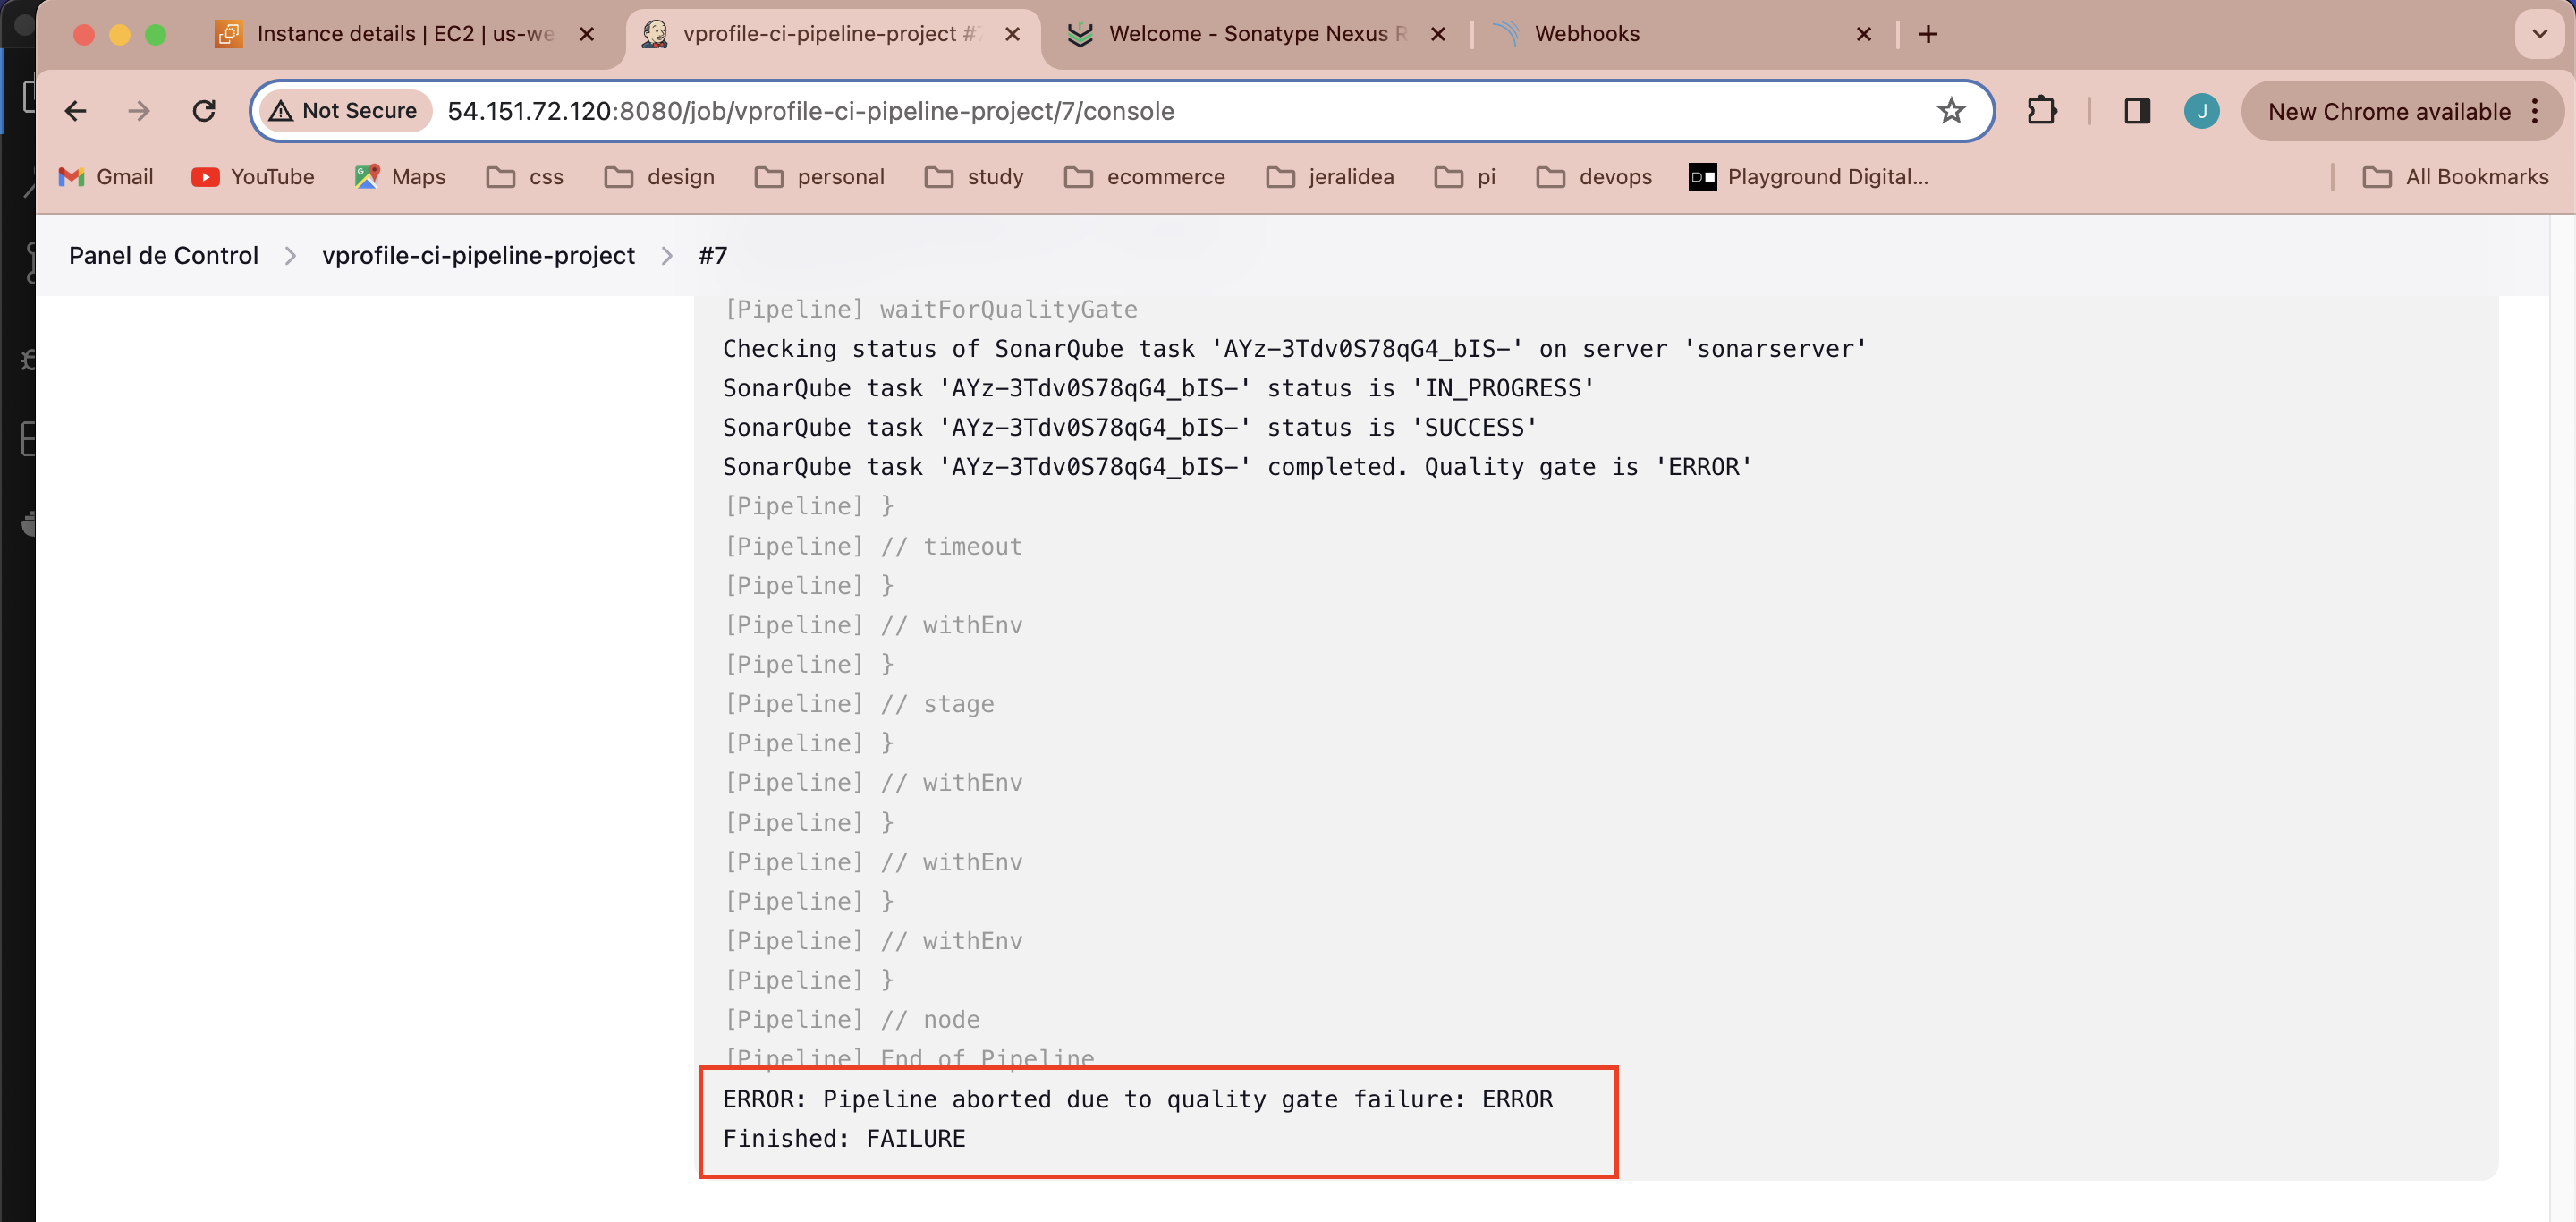 Instance details | EC2 | us-we
vprofile-ci-pipeline-project #7
Welcome - Sonatype Nexus R
Webhooks
Not Secure
54.151.72.120:8080/job/vprofile-ci-pipeline-project/7/console
J
New Chrome available
Gmail
YouTube
Maps
css
design
personal
study
ecommerce
jeralidea
pi
devops
Playground Digital...
All Bookmarks
Panel de Control > vprofile-ci-pipeline-project > #7
[Pipeline] waitForQualityGate
Checking status of SonarQube task 'AYz-3Tdv0S78qG4_bIS-' on server 'sonarserver'
SonarQube task 'AYz-3Tdv0S78qG4_bIS-' status is 'IN_PROGRESS'
SonarQube task 'AYz-3Tdv0S78qG4_bIS-' status is 'SUCCESS'
SonarQube task 'AYz-3Tdv0S78qG4_bIS-' completed. Quality gate is 'ERROR'
[Pipeline] }
[Pipeline] // timeout
[Pipeline] }
[Pipeline] // withEnv
[Pipeline] }
[Pipeline] // stage
[Pipeline] }
[Pipeline] // withEnv
[Pipeline] }
[Pipeline] // withEnv
[Pipeline] }
[Pipeline] // withEnv
[Pipeline] }
[Pipeline] // node
[Pipeline] End of Pipeline
ERROR: Pipeline aborted due to quality gate failure: ERROR
Finished: FAILURE